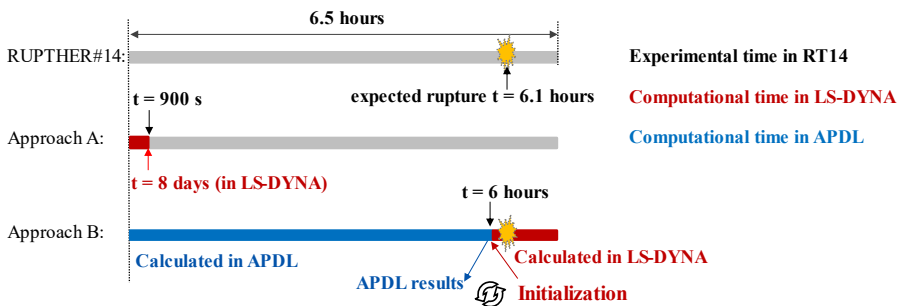 6.5 hours
RUPTHER#14:
Experimental time in RT14
t = 900 s
expected rupture t = 6.1 hours
Computational time in LS-DYNA
Approach A:
Computational time in APDL
t = 8 days (in LS-DYNA)
t = 6 hours
Approach B:
Calculated in APDL
Calculated in LS-DYNA
APDL results
Initialization